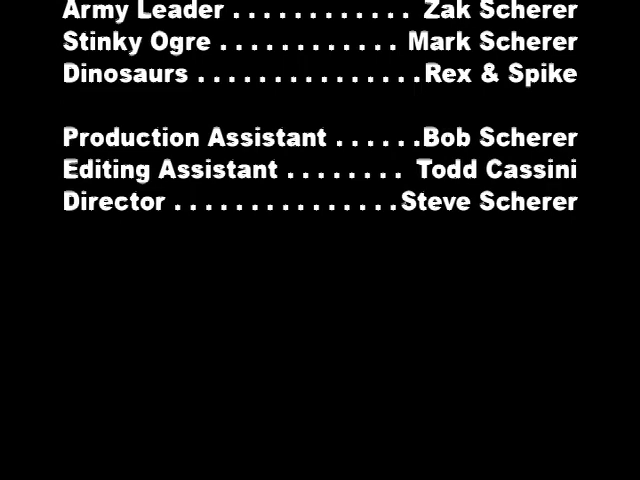 Army Leader . . . . . . . . . . . . Zak Scherer
Stinky Ogre . . . . . . . . . . . . Mark Scherer
Dinosaurs . . . . . . . . . . . . . . . Rex & Spike
Production Assistant . . . . . . Bob Scherer
Editing Assistant . . . . . . . . Todd Cassini
Director . . . . . . . . . . . . . . . Steve Scherer